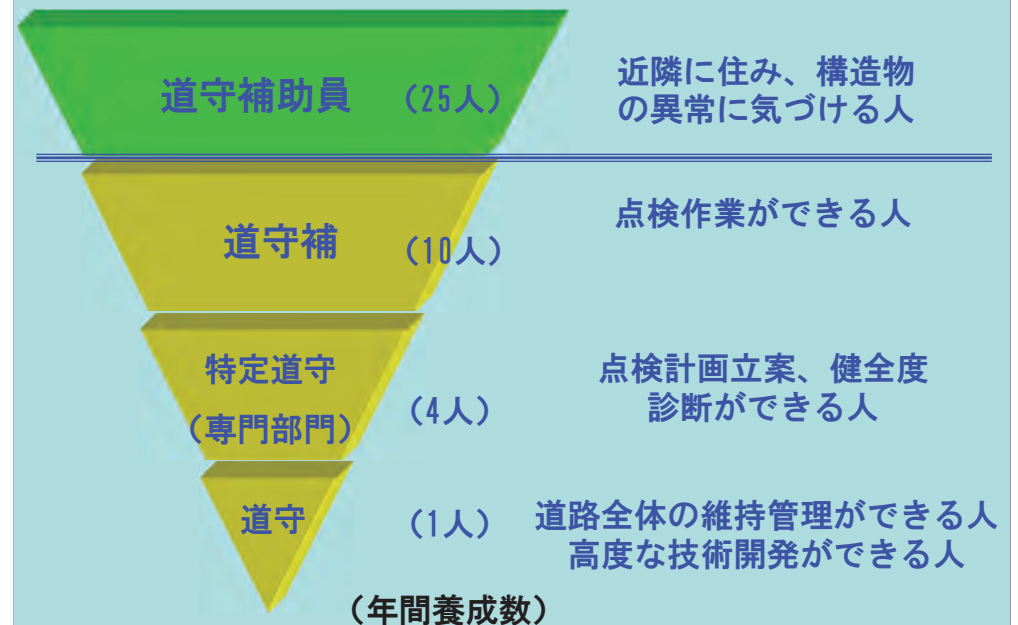 道守補助員 （25人） 近隣に住み、構造物
の異常に気づける人
道守補 （10人） 点検作業ができる人
特定道守
（専門部門） （4人） 点検計画立案、健全度
診断ができる人
道守 （1人） 道路全体の維持管理ができる人
高度な技術開発ができる人
（年間養成数）